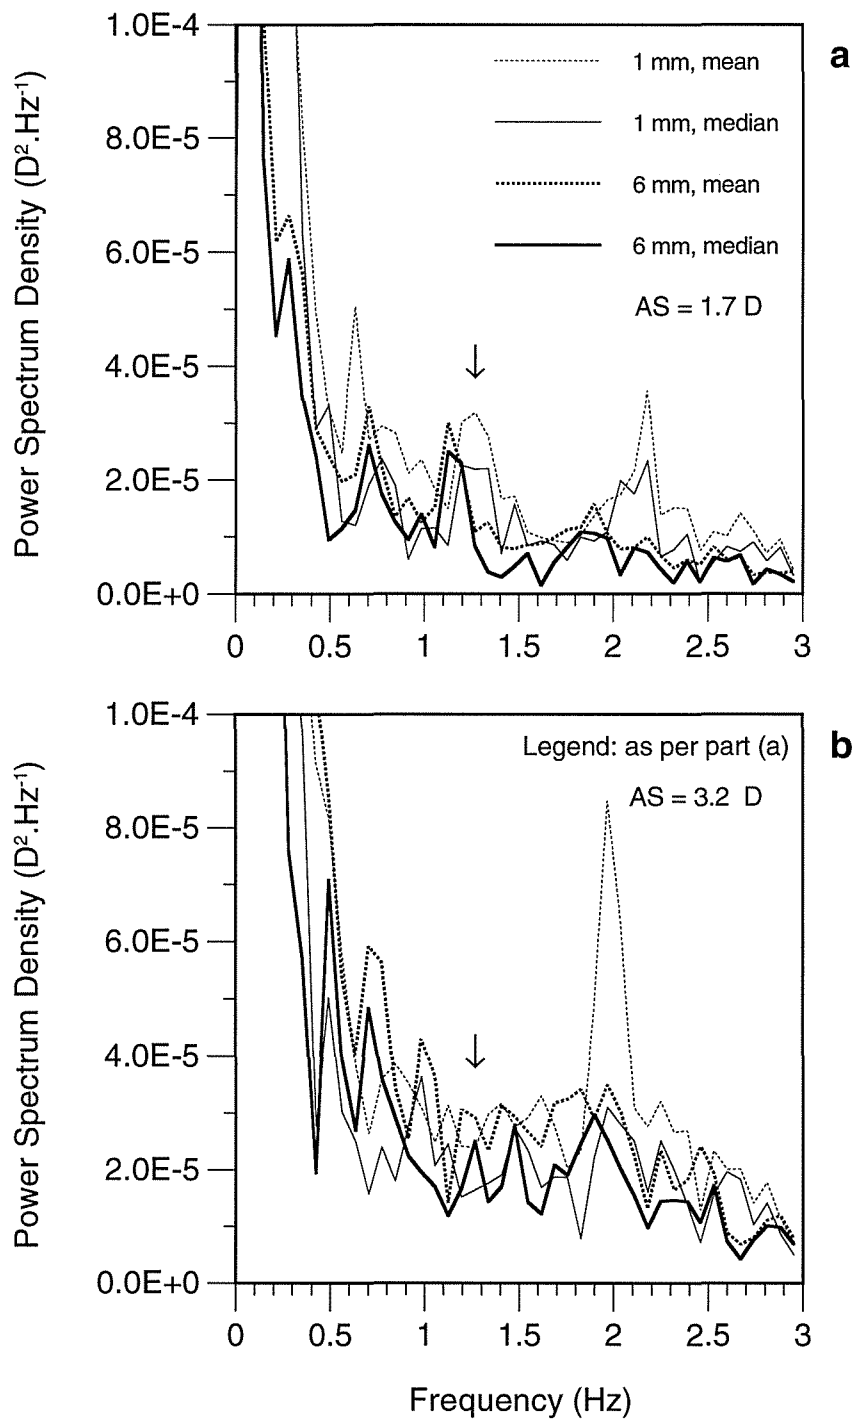 a
Power Spectrum Density (D².Hz⁻¹)
1.0E-4
8.0E-5
6.0E-5
4.0E-5
2.0E-5
0.0E+0
1 mm, mean
1 mm, median
6 mm, mean
6 mm, median
AS = 1.7 D
0 0.5 1 1.5 2 2.5 3
b
Power Spectrum Density (D².Hz⁻¹)
1.0E-4
8.0E-5
6.0E-5
4.0E-5
2.0E-5
0.0E+0
Legend: as per part (a)
AS = 3.2 D
0 0.5 1 1.5 2 2.5 3
Frequency (Hz)